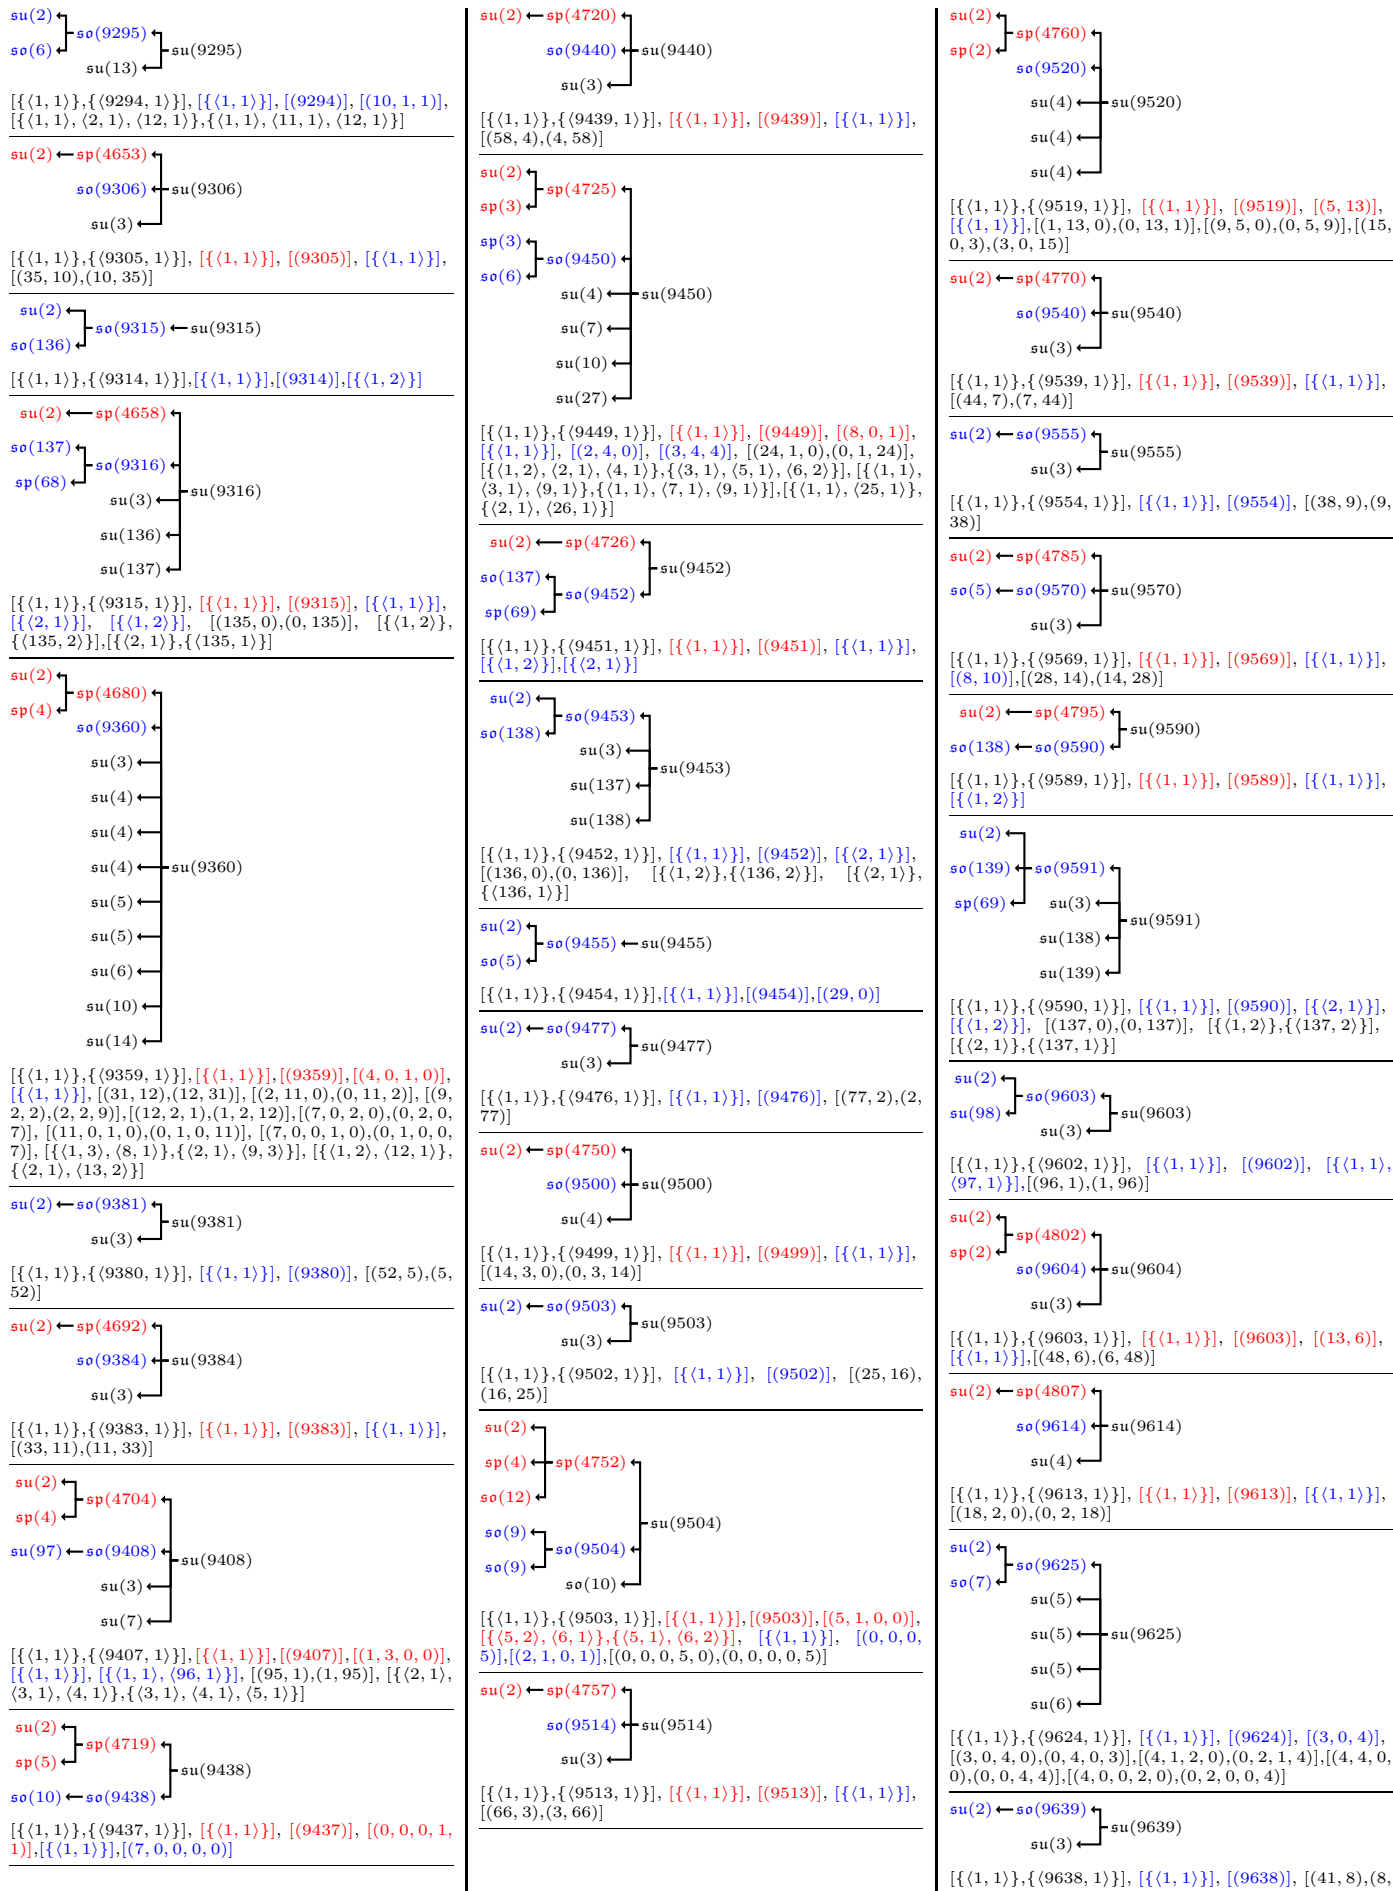 𝔰𝔲(2)
𝔰𝔬(9295)
𝔰𝔬(6)
𝔰𝔲(9295)
𝔰𝔲(13)
[{⟨1, 1⟩},{⟨9294, 1⟩}], [{⟨1, 1⟩}], [(9294)], [(10, 1, 1)],
[{⟨1, 1⟩, ⟨2, 1⟩, ⟨12, 1⟩},{⟨1, 1⟩, ⟨11, 1⟩, ⟨12, 1⟩}]
𝔰𝔲(2) 𝔰𝔭(4653)
𝔰𝔬(9306) 𝔰𝔲(9306)
𝔰𝔲(3)
[{⟨1, 1⟩},{⟨9305, 1⟩}], [{⟨1, 1⟩}], [(9305)], [{⟨1, 1⟩}],
[(35, 10),(10, 35)]
𝔰𝔲(2)
𝔰𝔬(9315) 𝔰𝔲(9315)
𝔰𝔬(136)
[{⟨1, 1⟩},{⟨9314, 1⟩}],[{⟨1, 1⟩}],[(9314)],[{⟨1, 2⟩}]
𝔰𝔲(2) 𝔰𝔭(4658)
𝔰𝔬(137)
𝔰𝔬(9316)
𝔰𝔭(68)
𝔰𝔲(9316)
𝔰𝔲(3)
𝔰𝔲(136)
𝔰𝔲(137)
[{⟨1, 1⟩},{⟨9315, 1⟩}], [{⟨1, 1⟩}], [(9315)], [{⟨1, 1⟩}],
[{⟨2, 1⟩}], [{⟨1, 2⟩}], [(135, 0),(0, 135)], [{⟨1, 2⟩},
{⟨135, 2⟩}],[{⟨2, 1⟩},{⟨135, 1⟩}]
𝔰𝔲(2)
𝔰𝔭(4680)
𝔰𝔭(4)
𝔰𝔬(9360)
𝔰𝔲(3)
𝔰𝔲(4)
𝔰𝔲(4)
𝔰𝔲(4) 𝔰𝔲(9360)
𝔰𝔲(5)
𝔰𝔲(5)
𝔰𝔲(6)
𝔰𝔲(10)
𝔰𝔲(14)
[{⟨1, 1⟩},{⟨9359, 1⟩}],[{⟨1, 1⟩}],[(9359)],[(4, 0, 1, 0)],
[{⟨1, 1⟩}], [(31, 12),(12, 31)], [(2, 11, 0),(0, 11, 2)], [(9,
2, 2),(2, 2, 9)],[(12, 2, 1),(1, 2, 12)],[(7, 0, 2, 0),(0, 2, 0,
7)], [(11, 0, 1, 0),(0, 1, 0, 11)], [(7, 0, 0, 1, 0),(0, 1, 0, 0,
7)], [{⟨1, 3⟩, ⟨8, 1⟩},{⟨2, 1⟩, ⟨9, 3⟩}], [{⟨1, 2⟩, ⟨12, 1⟩},
{⟨2, 1⟩, ⟨13, 2⟩}]
𝔰𝔲(2) 𝔰𝔬(9381)
𝔰𝔲(9381)
𝔰𝔲(3)
[{⟨1, 1⟩},{⟨9380, 1⟩}], [{⟨1, 1⟩}], [(9380)], [(52, 5),(5,
52)]
𝔰𝔲(2) 𝔰𝔭(4692)
𝔰𝔬(9384) 𝔰𝔲(9384)
𝔰𝔲(3)
[{⟨1, 1⟩},{⟨9383, 1⟩}], [{⟨1, 1⟩}], [(9383)], [{⟨1, 1⟩}],
[(33, 11),(11, 33)]
𝔰𝔲(2)
𝔰𝔭(4704)
𝔰𝔭(4)
𝔰𝔲(97) 𝔰𝔬(9408)
𝔰𝔲(9408)
𝔰𝔲(3)
𝔰𝔲(7)
[{⟨1, 1⟩},{⟨9407, 1⟩}],[{⟨1, 1⟩}],[(9407)],[(1, 3, 0, 0)],
[{⟨1, 1⟩}], [{⟨1, 1⟩, ⟨96, 1⟩}], [(95, 1),(1, 95)], [{⟨2, 1⟩,
⟨3, 1⟩, ⟨4, 1⟩},{⟨3, 1⟩, ⟨4, 1⟩, ⟨5, 1⟩}]
𝔰𝔲(2)
𝔰𝔭(4719)
𝔰𝔭(5)
𝔰𝔲(9438)
𝔰𝔬(10) 𝔰𝔬(9438)
[{⟨1, 1⟩},{⟨9437, 1⟩}], [{⟨1, 1⟩}], [(9437)], [(0, 0, 0, 1,
1)],[{⟨1, 1⟩}],[(7, 0, 0, 0, 0)]
𝔰𝔲(2) 𝔰𝔭(4720)
𝔰𝔬(9440) 𝔰𝔲(9440)
𝔰𝔲(3)
[{⟨1, 1⟩},{⟨9439, 1⟩}], [{⟨1, 1⟩}], [(9439)], [{⟨1, 1⟩}],
[(58, 4),(4, 58)]
𝔰𝔲(2)
𝔰𝔭(4725)
𝔰𝔭(3)
𝔰𝔭(3)
𝔰𝔬(9450)
𝔰𝔬(6)
𝔰𝔲(4) 𝔰𝔲(9450)
𝔰𝔲(7)
𝔰𝔲(10)
𝔰𝔲(27)
[{⟨1, 1⟩},{⟨9449, 1⟩}], [{⟨1, 1⟩}], [(9449)], [(8, 0, 1)],
[{⟨1, 1⟩}], [(2, 4, 0)], [(3, 4, 4)], [(24, 1, 0),(0, 1, 24)],
[{⟨1, 2⟩, ⟨2, 1⟩, ⟨4, 1⟩},{⟨3, 1⟩, ⟨5, 1⟩, ⟨6, 2⟩}], [{⟨1, 1⟩,
⟨3, 1⟩, ⟨9, 1⟩},{⟨1, 1⟩, ⟨7, 1⟩, ⟨9, 1⟩}],[{⟨1, 1⟩, ⟨25, 1⟩},
{⟨2, 1⟩, ⟨26, 1⟩}]
𝔰𝔲(2) 𝔰𝔭(4726)
𝔰𝔲(9452)
𝔰𝔬(137)
𝔰𝔬(9452)
𝔰𝔭(69)
[{⟨1, 1⟩},{⟨9451, 1⟩}], [{⟨1, 1⟩}], [(9451)], [{⟨1, 1⟩}],
[{⟨1, 2⟩}],[{⟨2, 1⟩}]
𝔰𝔲(2)
𝔰𝔬(9453)
𝔰𝔬(138)
𝔰𝔲(3)
𝔰𝔲(9453)
𝔰𝔲(137)
𝔰𝔲(138)
[{⟨1, 1⟩},{⟨9452, 1⟩}], [{⟨1, 1⟩}], [(9452)], [{⟨2, 1⟩}],
[(136, 0),(0, 136)], [{⟨1, 2⟩},{⟨136, 2⟩}], [{⟨2, 1⟩},
{⟨136, 1⟩}]
𝔰𝔲(2)
𝔰𝔬(9455) 𝔰𝔲(9455)
𝔰𝔬(5)
[{⟨1, 1⟩},{⟨9454, 1⟩}],[{⟨1, 1⟩}],[(9454)],[(29, 0)]
𝔰𝔲(2) 𝔰𝔬(9477)
𝔰𝔲(9477)
𝔰𝔲(3)
[{⟨1, 1⟩},{⟨9476, 1⟩}], [{⟨1, 1⟩}], [(9476)], [(77, 2),(2,
77)]
𝔰𝔲(2) 𝔰𝔭(4750)
𝔰𝔬(9500) 𝔰𝔲(9500)
𝔰𝔲(4)
[{⟨1, 1⟩},{⟨9499, 1⟩}], [{⟨1, 1⟩}], [(9499)], [{⟨1, 1⟩}],
[(14, 3, 0),(0, 3, 14)]
𝔰𝔲(2) 𝔰𝔬(9503)
𝔰𝔲(9503)
𝔰𝔲(3)
[{⟨1, 1⟩},{⟨9502, 1⟩}], [{⟨1, 1⟩}], [(9502)], [(25, 16),
(16, 25)]
𝔰𝔲(2)
𝔰𝔭(4) 𝔰𝔭(4752)
𝔰𝔬(12)
𝔰𝔲(9504)
𝔰𝔬(9)
𝔰𝔬(9504)
𝔰𝔬(9)
𝔰𝔬(10)
[{⟨1, 1⟩},{⟨9503, 1⟩}],[{⟨1, 1⟩}],[(9503)],[(5, 1, 0, 0)],
[{⟨5, 2⟩, ⟨6, 1⟩},{⟨5, 1⟩, ⟨6, 2⟩}], [{⟨1, 1⟩}], [(0, 0, 0,
5)],[(2, 1, 0, 1)],[(0, 0, 0, 5, 0),(0, 0, 0, 0, 5)]
𝔰𝔲(2) 𝔰𝔭(4757)
𝔰𝔬(9514) 𝔰𝔲(9514)
𝔰𝔲(3)
[{⟨1, 1⟩},{⟨9513, 1⟩}], [{⟨1, 1⟩}], [(9513)], [{⟨1, 1⟩}],
[(66, 3),(3, 66)]
𝔰𝔲(2)
𝔰𝔭(4760)
𝔰𝔭(2)
𝔰𝔬(9520)
𝔰𝔲(4) 𝔰𝔲(9520)
𝔰𝔲(4)
𝔰𝔲(4)
[{⟨1, 1⟩},{⟨9519, 1⟩}], [{⟨1, 1⟩}], [(9519)], [(5, 13)],
[{⟨1, 1⟩}],[(1, 13, 0),(0, 13, 1)],[(9, 5, 0),(0, 5, 9)],[(15,
0, 3),(3, 0, 15)]
𝔰𝔲(2) 𝔰𝔭(4770)
𝔰𝔬(9540) 𝔰𝔲(9540)
𝔰𝔲(3)
[{⟨1, 1⟩},{⟨9539, 1⟩}], [{⟨1, 1⟩}], [(9539)], [{⟨1, 1⟩}],
[(44, 7),(7, 44)]
𝔰𝔲(2) 𝔰𝔬(9555)
𝔰𝔲(9555)
𝔰𝔲(3)
[{⟨1, 1⟩},{⟨9554, 1⟩}], [{⟨1, 1⟩}], [(9554)], [(38, 9),(9,
38)]
𝔰𝔲(2) 𝔰𝔭(4785)
𝔰𝔬(5) 𝔰𝔬(9570) 𝔰𝔲(9570)
𝔰𝔲(3)
[{⟨1, 1⟩},{⟨9569, 1⟩}], [{⟨1, 1⟩}], [(9569)], [{⟨1, 1⟩}],
[(8, 10)],[(28, 14),(14, 28)]
𝔰𝔲(2) 𝔰𝔭(4795)
𝔰𝔲(9590)
𝔰𝔬(138) 𝔰𝔬(9590)
[{⟨1, 1⟩},{⟨9589, 1⟩}], [{⟨1, 1⟩}], [(9589)], [{⟨1, 1⟩}],
[{⟨1, 2⟩}]
𝔰𝔲(2)
𝔰𝔬(139) 𝔰𝔬(9591)
𝔰𝔭(69) 𝔰𝔲(3)
𝔰𝔲(9591)
𝔰𝔲(138)
𝔰𝔲(139)
[{⟨1, 1⟩},{⟨9590, 1⟩}], [{⟨1, 1⟩}], [(9590)], [{⟨2, 1⟩}],
[{⟨1, 2⟩}], [(137, 0),(0, 137)], [{⟨1, 2⟩},{⟨137, 2⟩}],
[{⟨2, 1⟩},{⟨137, 1⟩}]
𝔰𝔲(2)
𝔰𝔬(9603)
𝔰𝔲(98) 𝔰𝔲(9603)
𝔰𝔲(3)
[{⟨1, 1⟩},{⟨9602, 1⟩}], [{⟨1, 1⟩}], [(9602)], [{⟨1, 1⟩,
⟨97, 1⟩}],[(96, 1),(1, 96)]
𝔰𝔲(2)
𝔰𝔭(4802)
𝔰𝔭(2)
𝔰𝔬(9604) 𝔰𝔲(9604)
𝔰𝔲(3)
[{⟨1, 1⟩},{⟨9603, 1⟩}], [{⟨1, 1⟩}], [(9603)], [(13, 6)],
[{⟨1, 1⟩}],[(48, 6),(6, 48)]
𝔰𝔲(2) 𝔰𝔭(4807)
𝔰𝔬(9614) 𝔰𝔲(9614)
𝔰𝔲(4)
[{⟨1, 1⟩},{⟨9613, 1⟩}], [{⟨1, 1⟩}], [(9613)], [{⟨1, 1⟩}],
[(18, 2, 0),(0, 2, 18)]
𝔰𝔲(2)
𝔰𝔬(9625)
𝔰𝔬(7)
𝔰𝔲(5)
𝔰𝔲(5) 𝔰𝔲(9625)
𝔰𝔲(5)
𝔰𝔲(6)
[{⟨1, 1⟩},{⟨9624, 1⟩}], [{⟨1, 1⟩}], [(9624)], [(3, 0, 4)],
[(3, 0, 4, 0),(0, 4, 0, 3)],[(4, 1, 2, 0),(0, 2, 1, 4)],[(4, 4, 0,
0),(0, 0, 4, 4)],[(4, 0, 0, 2, 0),(0, 2, 0, 0, 4)]
𝔰𝔲(2) 𝔰𝔬(9639)
𝔰𝔲(9639)
𝔰𝔲(3)
[{⟨1, 1⟩},{⟨9638, 1⟩}], [{⟨1, 1⟩}], [(9638)], [(41, 8),(8,